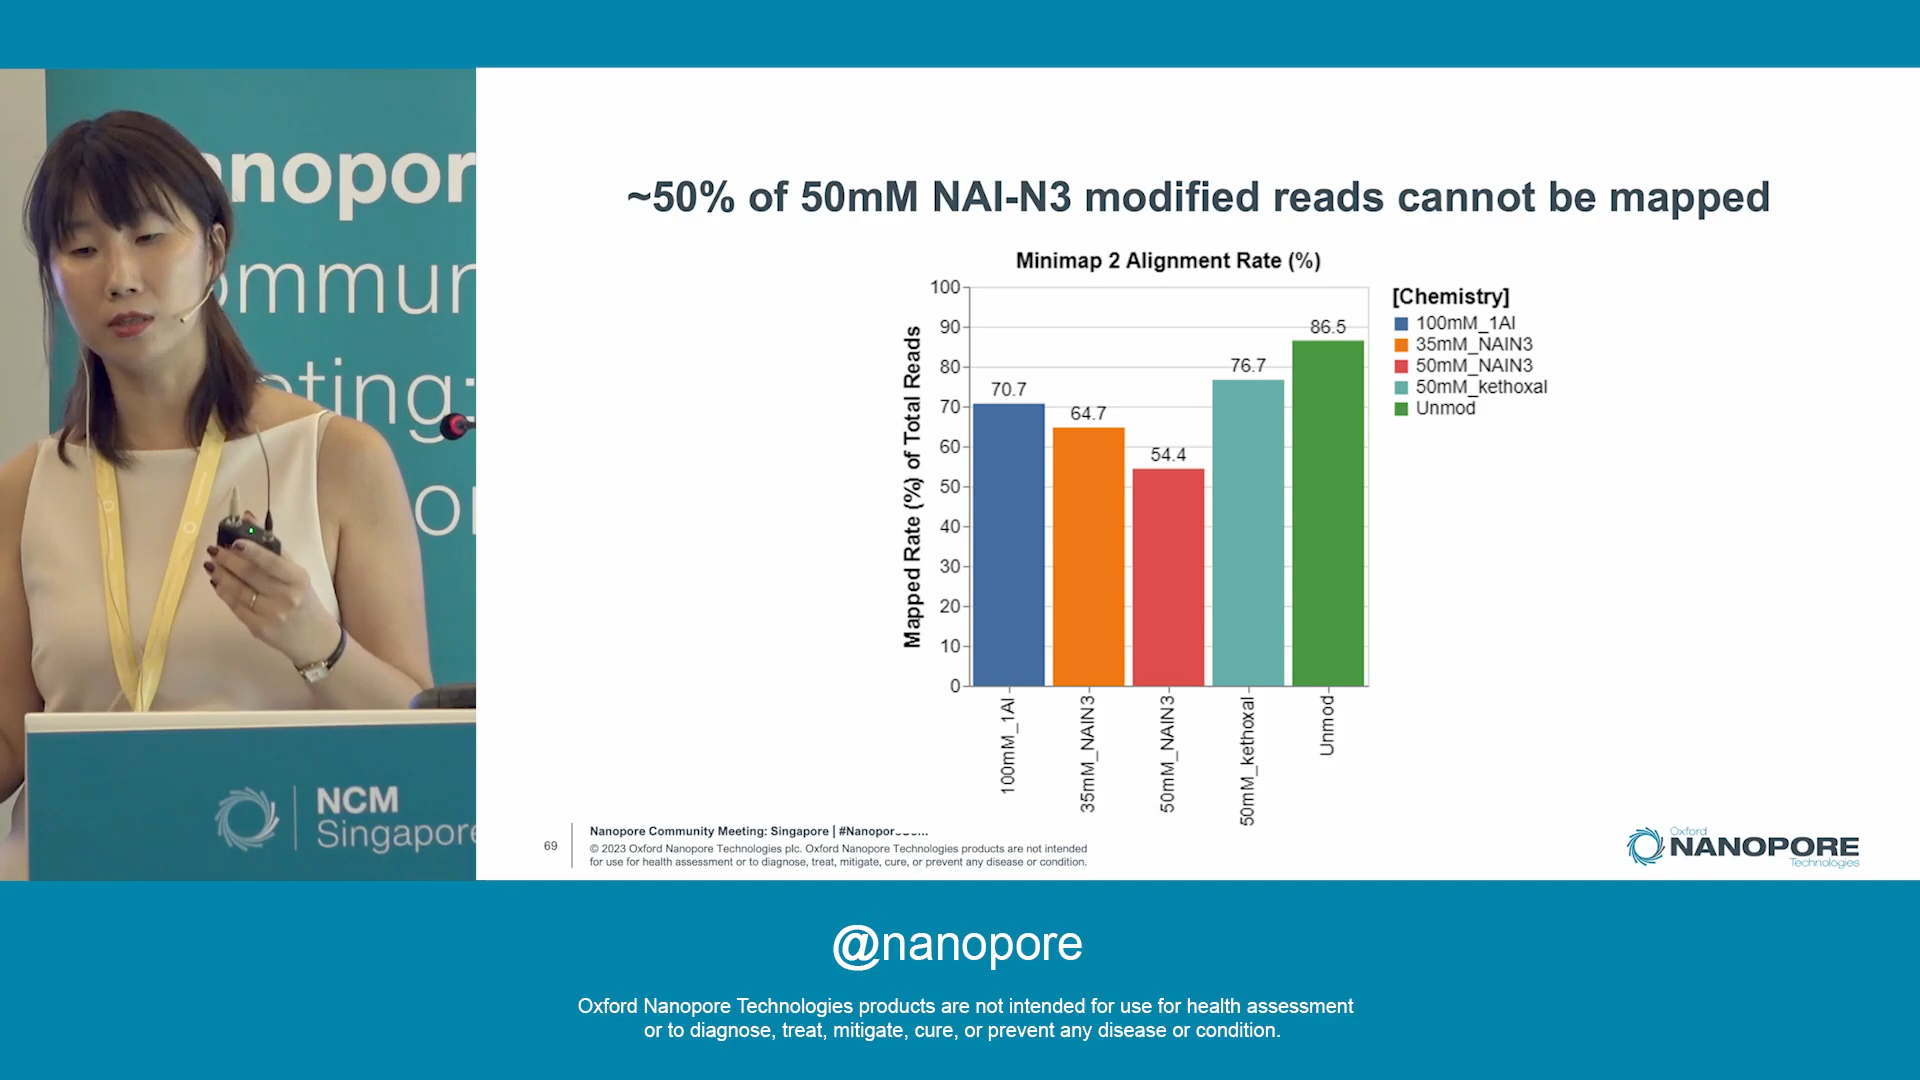 nopor
ommun
eting:
or
NCM
Singapore
~50% of 50mM NAI-N3 modified reads cannot be mapped
Minimap 2 Alignment Rate (%)
Mapped Rate (%) of Total Reads
100
90
80
70
60
50
40
30
20
10
0
70.7
64.7
54.4
76.7
86.5
100mM_1AI
35mM_NAIN3
50mM_NAIN3
50mM_kethoxal
Unmod
[Chemistry]
100mM_1AI
35mM_NAIN3
50mM_NAIN3
50mM_kethoxal
Unmod
69
Nanopore Community Meeting: Singapore |
© 2023 Oxford Nanopore Technologies plc. Oxford Nanopore Technologies products are not intended
for use for health assessment or to diagnose, treat, mitigate, cure, or prevent any disease or condition.
Oxford
NANOPORE
Technologies
@nanopore
Oxford Nanopore Technologies products are not intended for use for health assessment
or to diagnose, treat, mitigate, cure, or prevent any disease or condition.